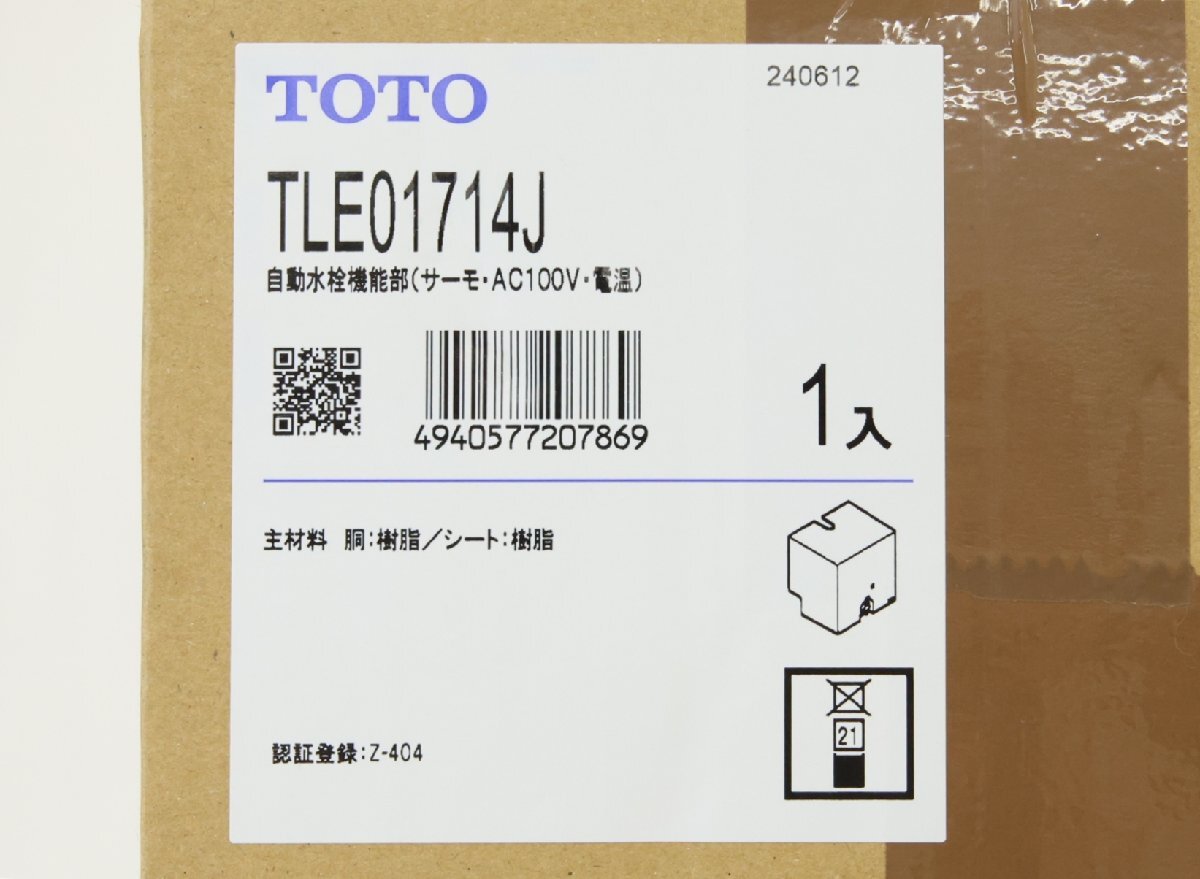 TOTO
240612
TLE01714J
自動水栓機能部(サーモ・AC100V・電温)
4940577207869
1入
主材料 胴:樹脂/シート:樹脂
21
認証登録:Z-404